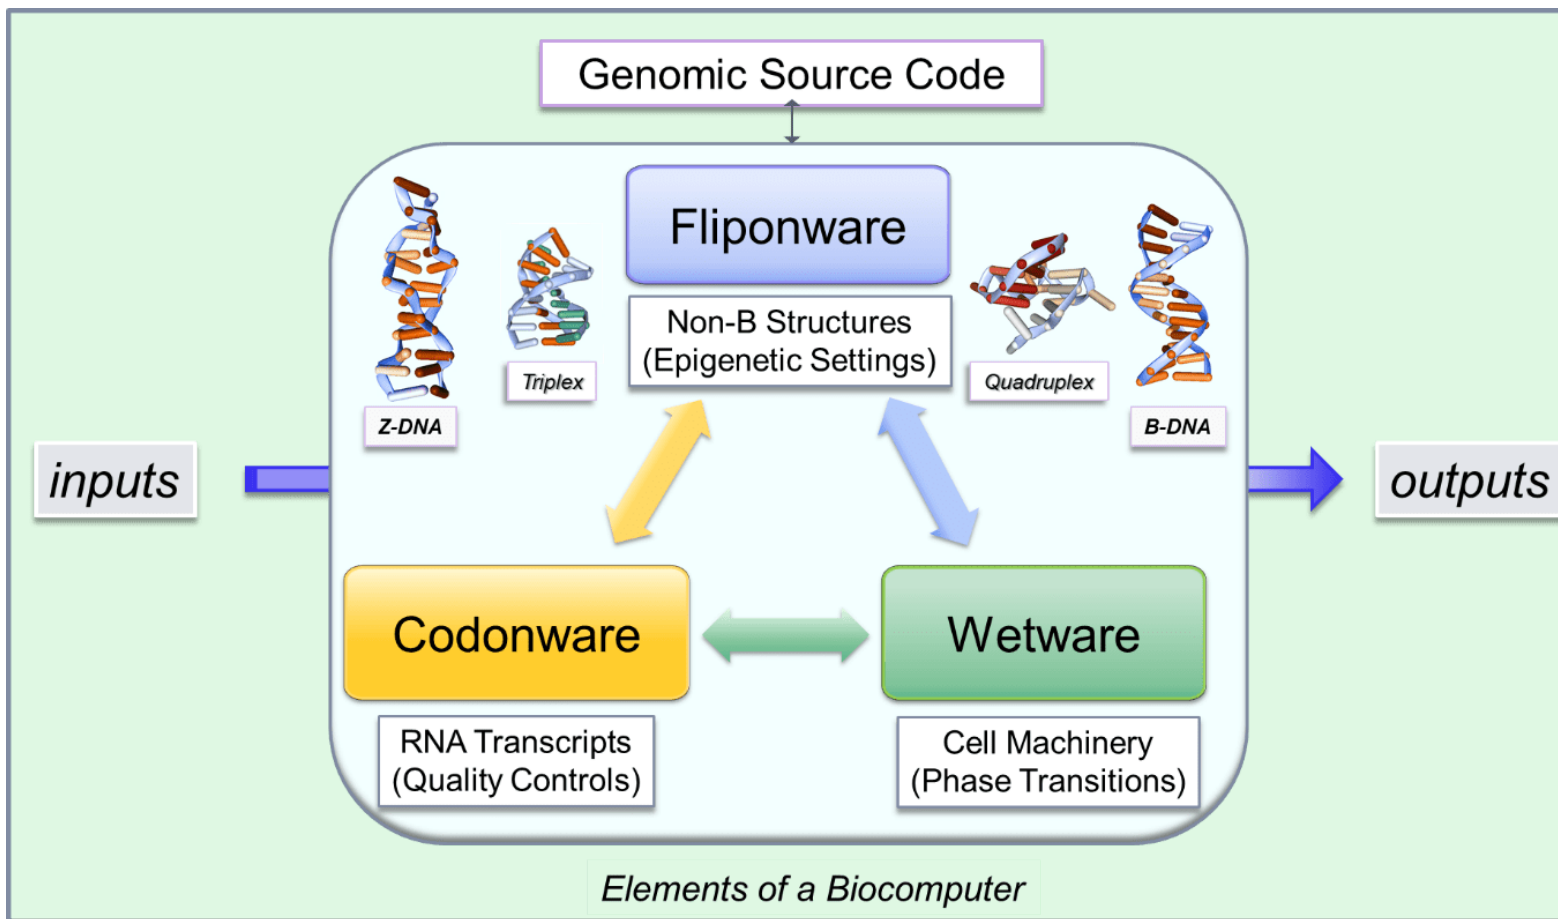 Genomic Source Code
Fliponware
Non-B Structures
(Epigenetic Settings)
Z-DNA
Triplex
Quadruplex
B-DNA
inputs
outputs
Codonware
Wetware
RNA Transcripts
(Quality Controls)
Cell Machinery
(Phase Transitions)
Elements of a Biocomputer